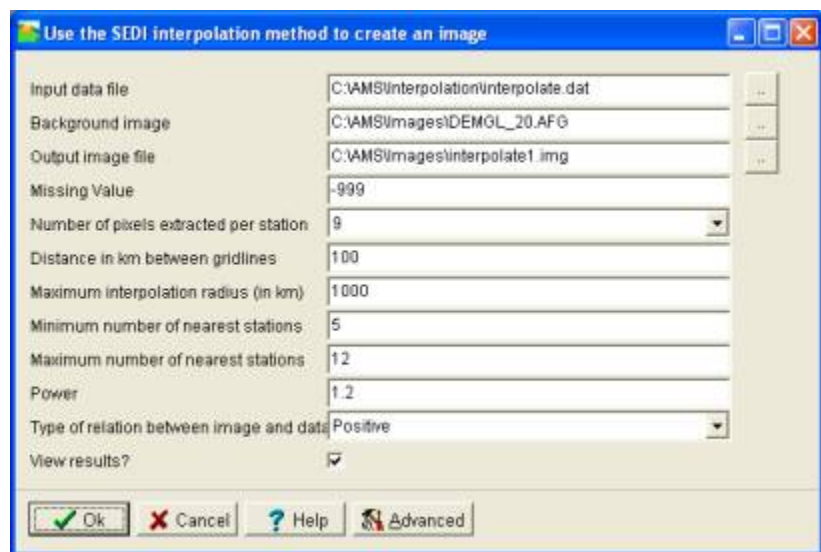 Use the SEDI interpolation method to create an image
Input data file C:\AMS\Interpolation\interpolate.dat ..
Background image C:\AMS\Images\DEMGL_20.AFG ..
Output image file C:\AMS\Images\interpolate1.img ..
Missing Value -999
Number of pixels extracted per station 9
Distance in km between gridlines 100
Maximum interpolation radius (in km) 1000
Minimum number of nearest stations 5
Maximum number of nearest stations 12
Power 1.2
Type of relation between image and data Positive
View results?
Ok Cancel ? Help Advanced